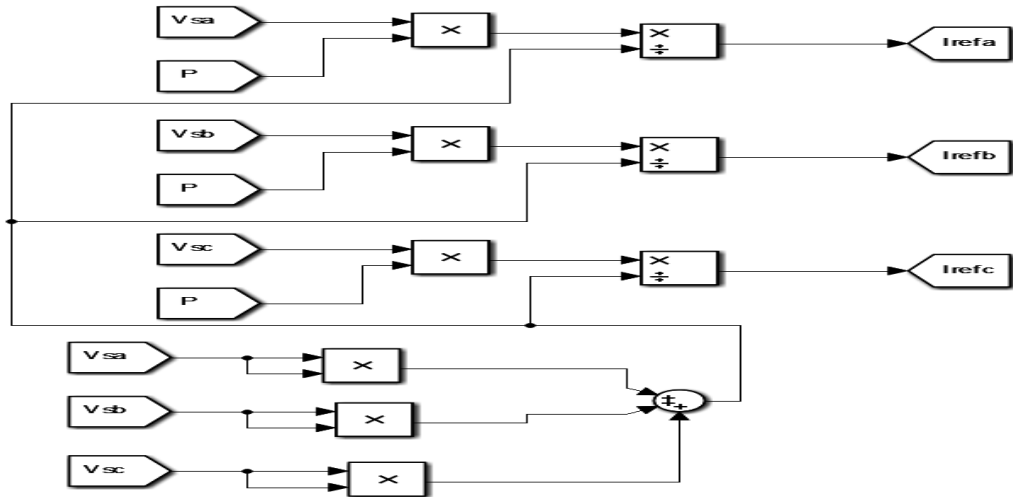 Vsa
×
×
÷
Irefa
P
Vsb
×
×
÷
Irefb
P
Vsc
×
×
÷
Irefc
P
Vsa
×
Vsb
×
+
+
+
Vsc
×